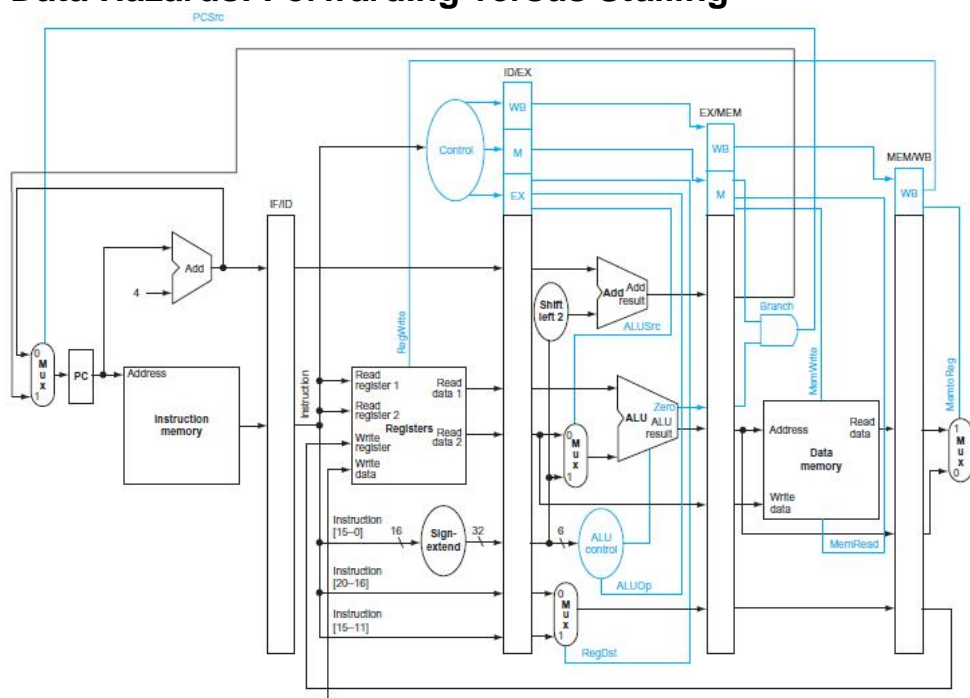 Data Hazards: Forwarding versus Stalling
PCSrc
ID/EX
WB
EX/MEM
Control
M
WB
MEM/WB
EX
M
WB
IF/ID
Add
4
Shift
left 2
Add
Add
result
ALUSrc
Branch
RegWrite
MemWrite
MemtoReg
0
M
u
x
1
PC
Address
Instruction
memory
Instruction
Read
register 1
Read
register 2
Write
register
Write
data
Registers
Read
data 1
Read
data 2
0
M
u
x
1
Zero
ALU
ALU
result
Address
Read
data
Data
memory
Write
data
1
M
u
x
0
Instruction
[15–0]
16
Sign-
extend
32
6
ALU
control
MemRead
Instruction
[20–16]
ALUOp
0
M
u
x
1
Instruction
[15–11]
RegDst